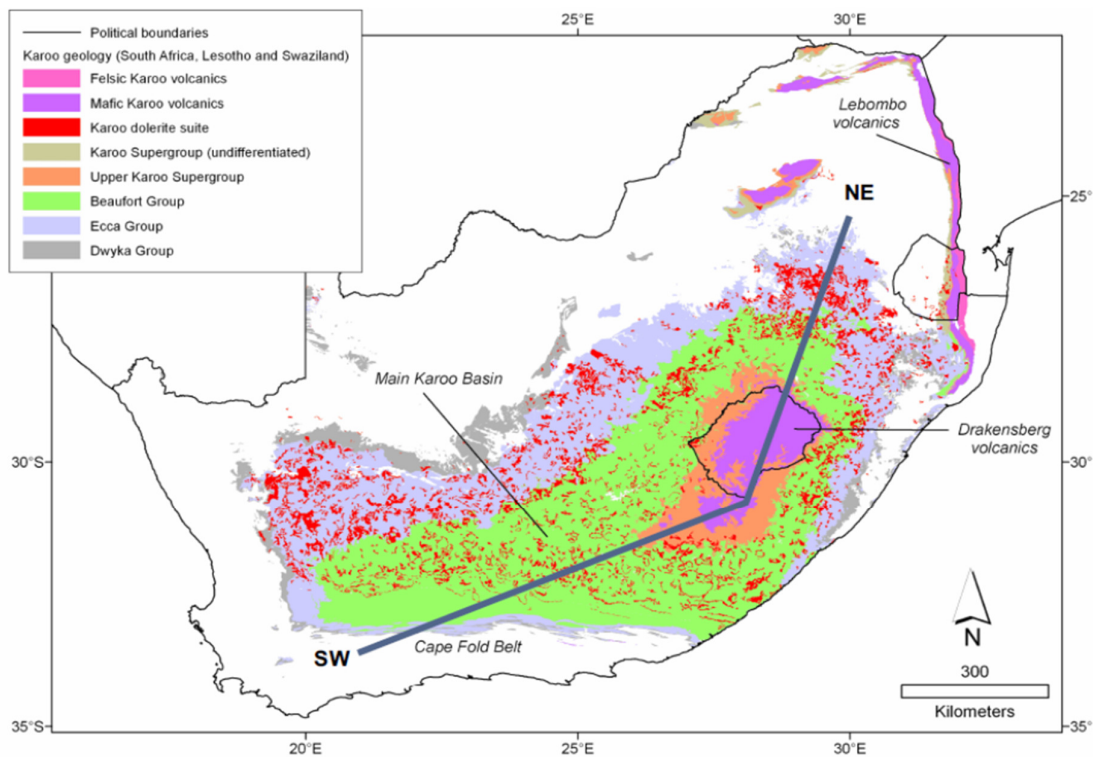 25°E
30°E
Political boundaries
Karoo geology (South Africa, Lesotho and Swaziland)
Felsic Karoo volcanics
Mafic Karoo volcanics
Karoo dolerite suite
Karoo Supergroup (undifferentiated)
Upper Karoo Supergroup
Beaufort Group
Ecca Group
Dwyka Group
Lebombo
volcanics
NE
25°
Main Karoo Basin
Drakensberg
volcanics
30°S
30°
SW
Cape Fold Belt
N
300
Kilometers
35°S
35°
20°E
25°E
30°E